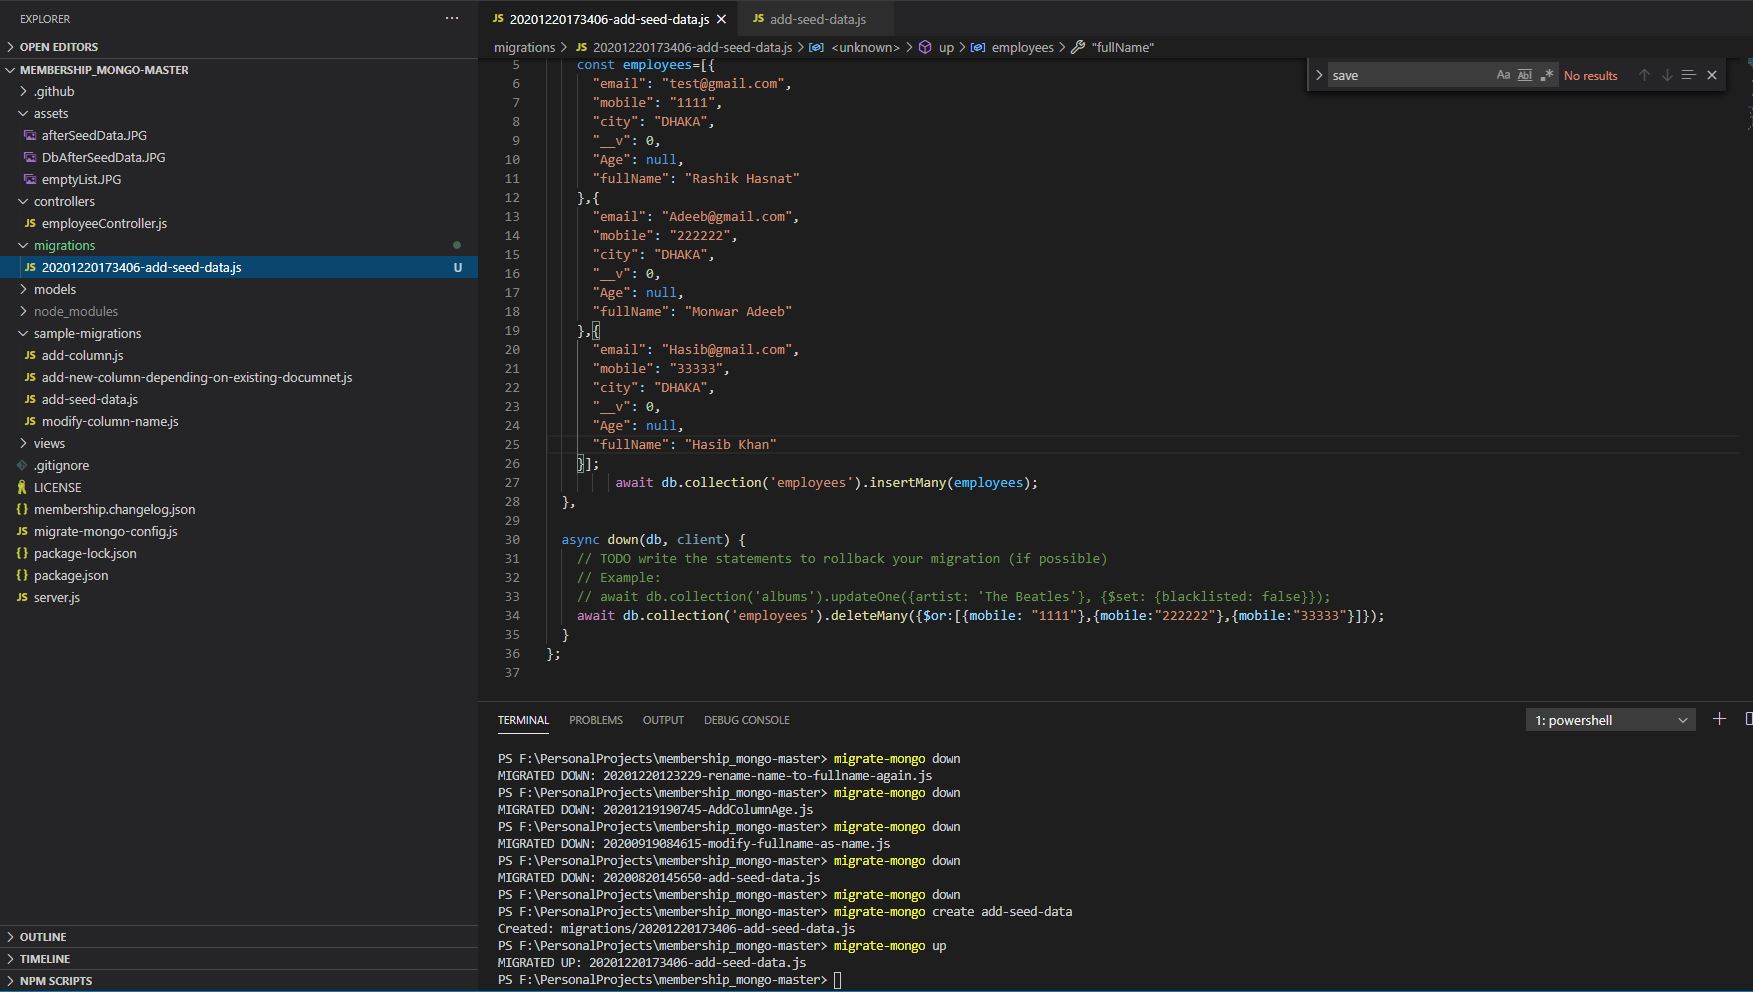 EXPLORER
OPEN EDITORS
MEMBERSHIP_MONGO-MASTER
.github
assets
afterSeedData.JPG
DbAfterSeedData.JPG
emptyList.JPG
controllers
JS employeeController.js
migrations
JS 20201220173406-add-seed-data.js U
models
node_modules
sample-migrations
JS add-column.js
JS add-new-column-depending-on-existing-documnet.js
JS add-seed-data.js
JS modify-column-name.js
views
.gitignore
LICENSE
{} membership.changelog.json
JS migrate-mongo-config.js
{} package-lock.json
{} package.json
JS server.js
OUTLINE
TIMELINE
NPM SCRIPTS
JS 20201220173406-add-seed-data.js JS add-seed-data.js
migrations > JS 20201220173406-add-seed-data.js > <unknown> > up > employees > "fullName"
save Aa Abl .* No results
5 const employees=[{
6 "email": "test@gmail.com",
7 "mobile": "1111",
8 "city": "DHAKA",
9 "__v": 0,
10 "Age": null,
11 "fullName": "Rashik Hasnat"
12 },{
13 "email": "Adeeb@gmail.com",
14 "mobile": "222222",
15 "city": "DHAKA",
16 "__v": 0,
17 "Age": null,
18 "fullName": "Monwar Adeeb"
19 },{
20 "email": "Hasib@gmail.com",
21 "mobile": "33333",
22 "city": "DHAKA",
23 "__v": 0,
24 "Age": null,
25 "fullName": "Hasib Khan"
26 }];
27 await db.collection('employees').insertMany(employees);
28 },
29
30 async down(db, client) {
31 // TODO write the statements to rollback your migration (if possible)
32 // Example:
33 // await db.collection('albums').updateOne({artist: 'The Beatles'}, {$set: {blacklisted: false}});
34 await db.collection('employees').deleteMany({$or:[{mobile: "1111"},{mobile:"222222"},{mobile:"33333"}]});
35 }
36 };
37
TERMINAL PROBLEMS OUTPUT DEBUG CONSOLE 1: powershell
PS F:\PersonalProjects\membership_mongo-master> migrate-mongo down
MIGRATED DOWN: 20201220123229-rename-name-to-fullname-again.js
PS F:\PersonalProjects\membership_mongo-master> migrate-mongo down
MIGRATED DOWN: 20201219190745-AddColumnAge.js
PS F:\PersonalProjects\membership_mongo-master> migrate-mongo down
MIGRATED DOWN: 20200919084615-modify-fullname-as-name.js
PS F:\PersonalProjects\membership_mongo-master> migrate-mongo down
MIGRATED DOWN: 20200820145650-add-seed-data.js
PS F:\PersonalProjects\membership_mongo-master> migrate-mongo down
PS F:\PersonalProjects\membership_mongo-master> migrate-mongo create add-seed-data
Created: migrations/20201220173406-add-seed-data.js
PS F:\PersonalProjects\membership_mongo-master> migrate-mongo up
MIGRATED UP: 20201220173406-add-seed-data.js
PS F:\PersonalProjects\membership_mongo-master>